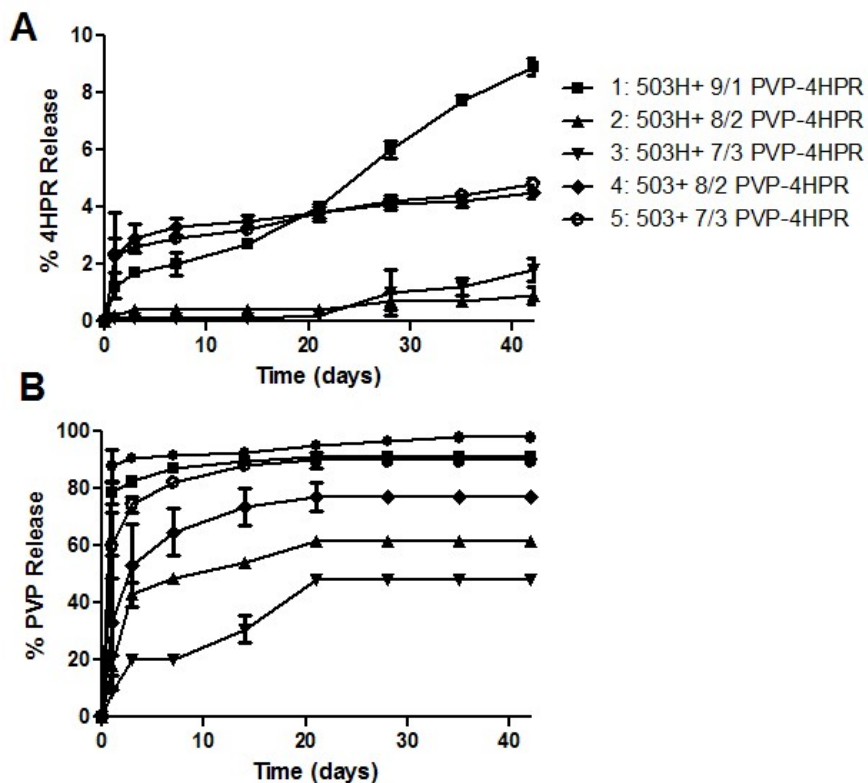 A
% 4HPR Release
10
8
6
4
2
0
0 10 20 30 40
Time (days)
1: 503H+ 9/1 PVP-4HPR
2: 503H+ 8/2 PVP-4HPR
3: 503H+ 7/3 PVP-4HPR
4: 503+ 8/2 PVP-4HPR
5: 503+ 7/3 PVP-4HPR
B
% PVP Release
100
80
60
40
20
0
0 10 20 30 40
Time (days)